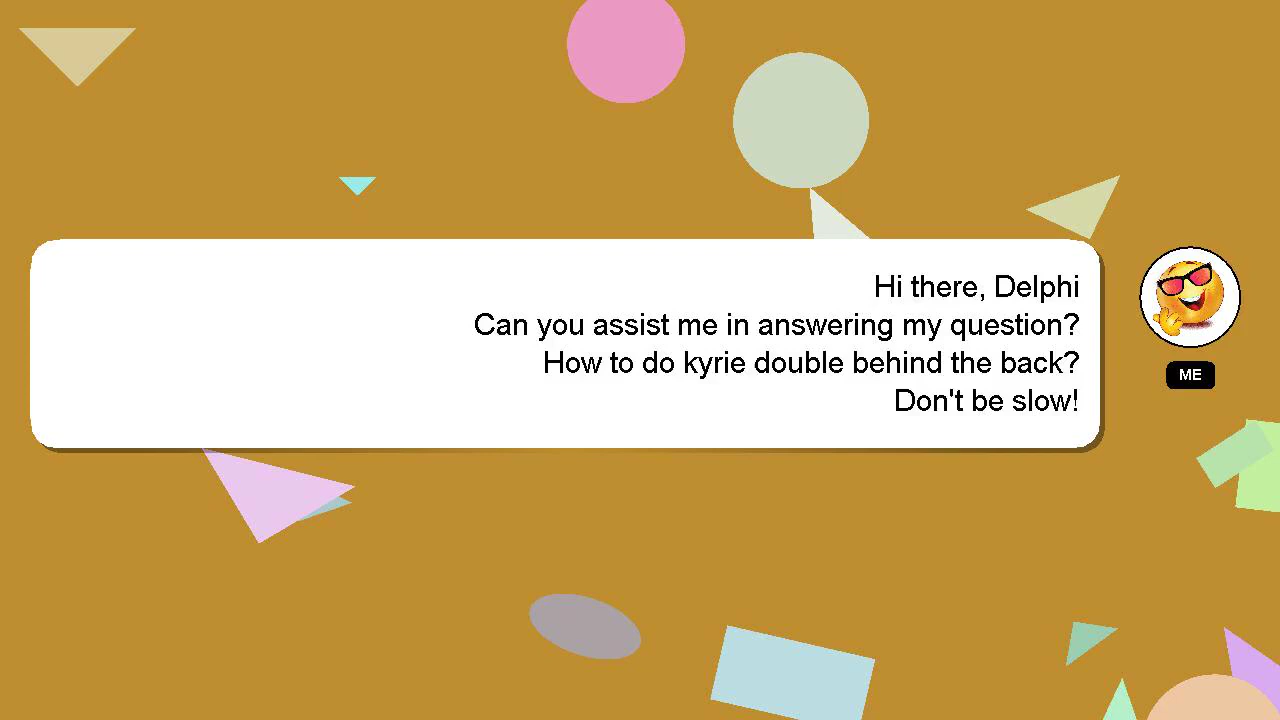 Hi there, Delphi
Can you assist me in answering my question?
How to do kyrie double behind the back?
Don't be slow!
ME